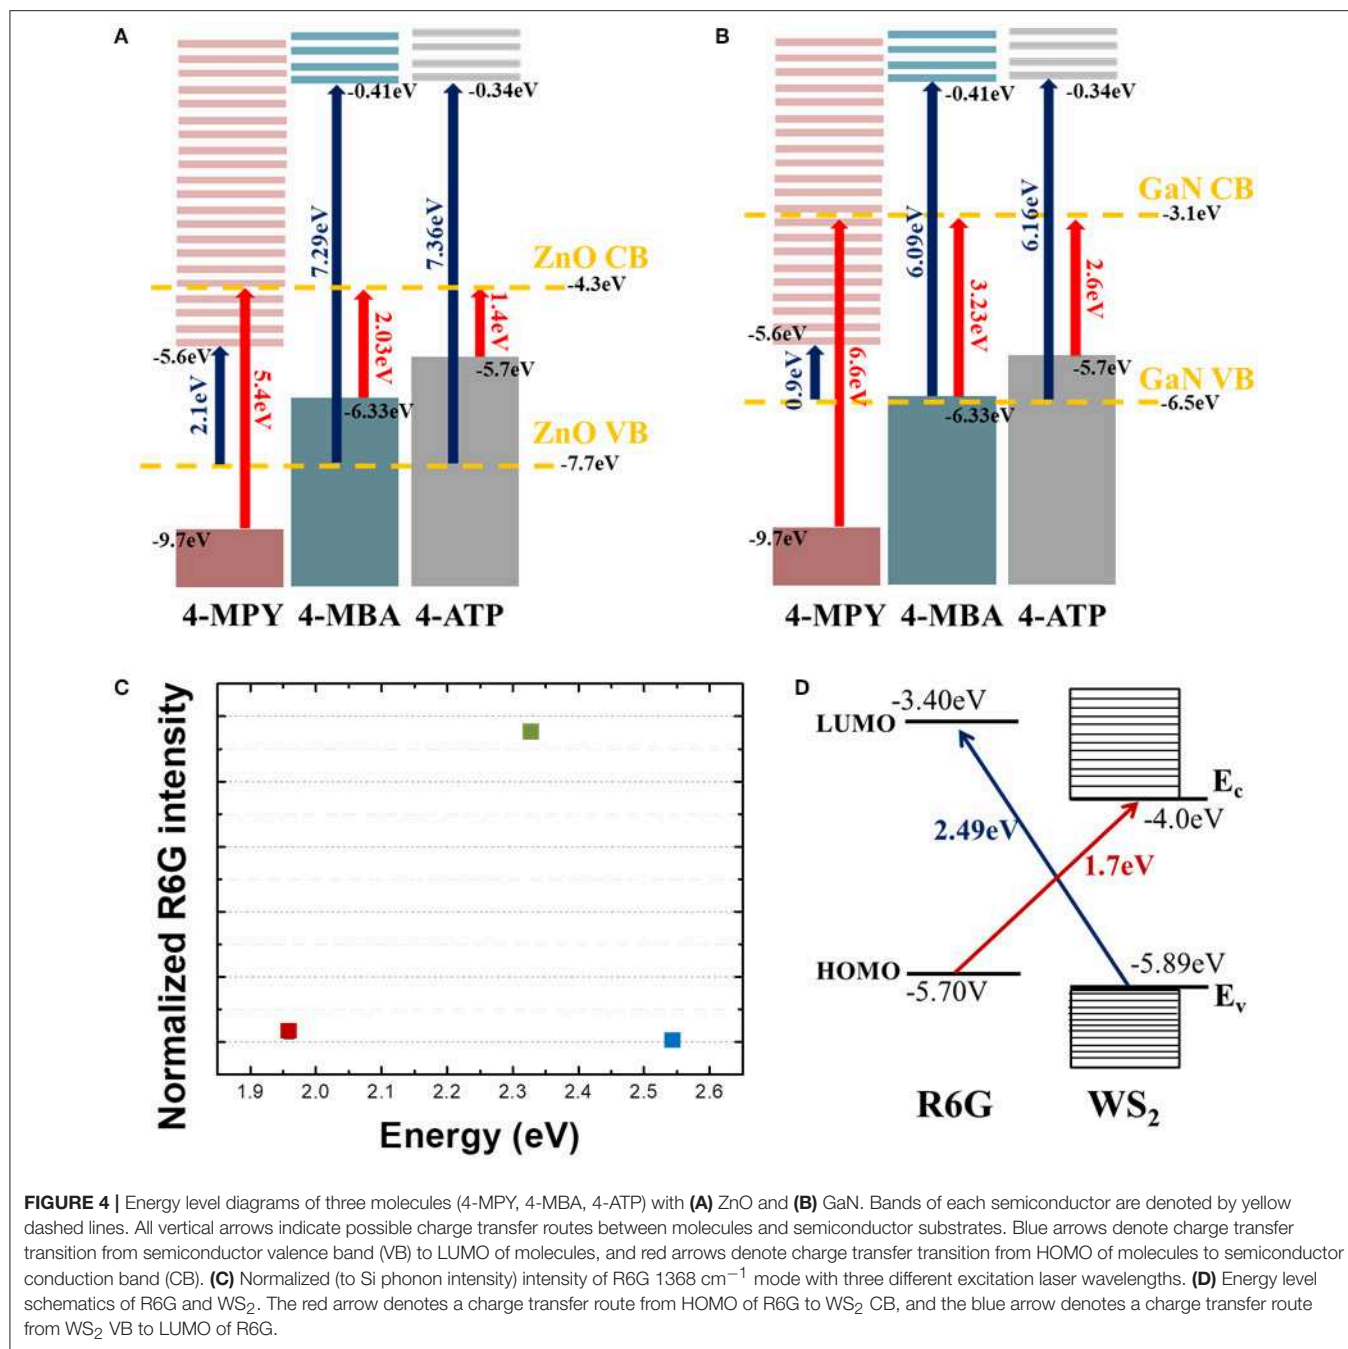 A
-0.41eV
-0.34eV
7.29eV
7.36eV
ZnO CB
-4.3eV
-5.6eV
2.1eV
5.4eV
2.03eV
1.4eV
-5.7eV
-6.33eV
ZnO VB
-7.7eV
-9.7eV
4-MPY 4-MBA 4-ATP
B
-0.41eV
-0.34eV
GaN CB
-3.1eV
6.09eV
6.16eV
3.23eV
2.6eV
-5.6eV
0.9eV
6.6eV
-5.7eV
GaN VB
-6.5eV
-6.33eV
-9.7eV
4-MPY 4-MBA 4-ATP
C
Normalized R6G intensity
1.9 2.0 2.1 2.2 2.3 2.4 2.5 2.6
Energy (eV)
D
-3.40eV
LUMO
Ec
-4.0eV
2.49eV
1.7eV
HOMO
-5.70V
-5.89eV
Ev
R6G WS2
FIGURE 4 | Energy level diagrams of three molecules (4-MPY, 4-MBA, 4-ATP) with (A) ZnO and (B) GaN. Bands of each semiconductor are denoted by yellow
dashed lines. All vertical arrows indicate possible charge transfer routes between molecules and semiconductor substrates. Blue arrows denote charge transfer
transition from semiconductor valence band (VB) to LUMO of molecules, and red arrows denote charge transfer transition from HOMO of molecules to semiconductor
conduction band (CB). (C) Normalized (to Si phonon intensity) intensity of R6G 1368 cm−1 mode with three different excitation laser wavelengths. (D) Energy level
schematics of R6G and WS2. The red arrow denotes a charge transfer route from HOMO of R6G to WS2 CB, and the blue arrow denotes a charge transfer route
from WS2 VB to LUMO of R6G.